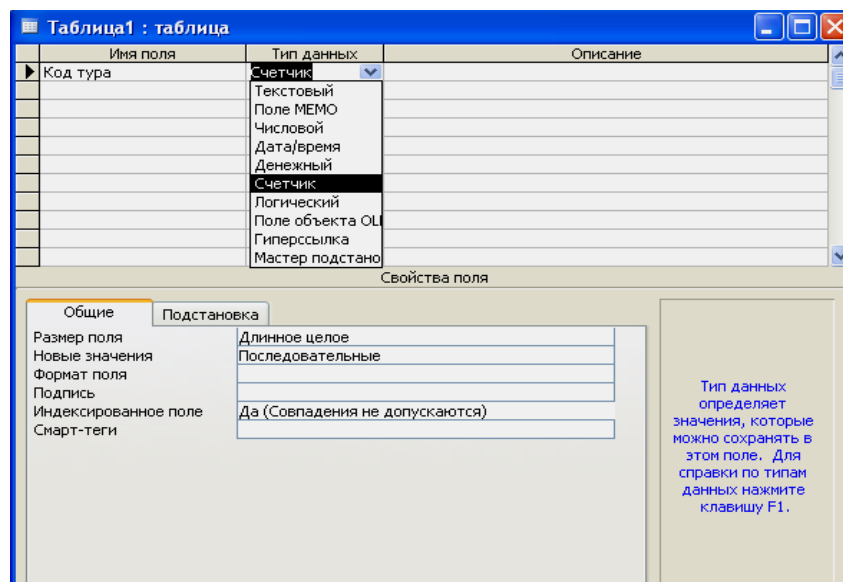 Таблица1 : таблица
Имя поля Тип данных Описание
Код тура Счетчик
Текстовый
Поле МЕМО
Числовой
Дата/время
Денежный
Счетчик
Логический
Поле объекта OL
Гиперссылка
Мастер подстано
Свойства поля
Общие Подстановка
Размер поля Длинное целое
Новые значения Последовательные
Формат поля
Подпись
Индексированное поле Да (Совпадения не допускаются)
Смарт-теги
Тип данных
определяет
значения, которые
можно сохранять в
этом поле. Для
справки по типам
данных нажмите
клавишу F1.